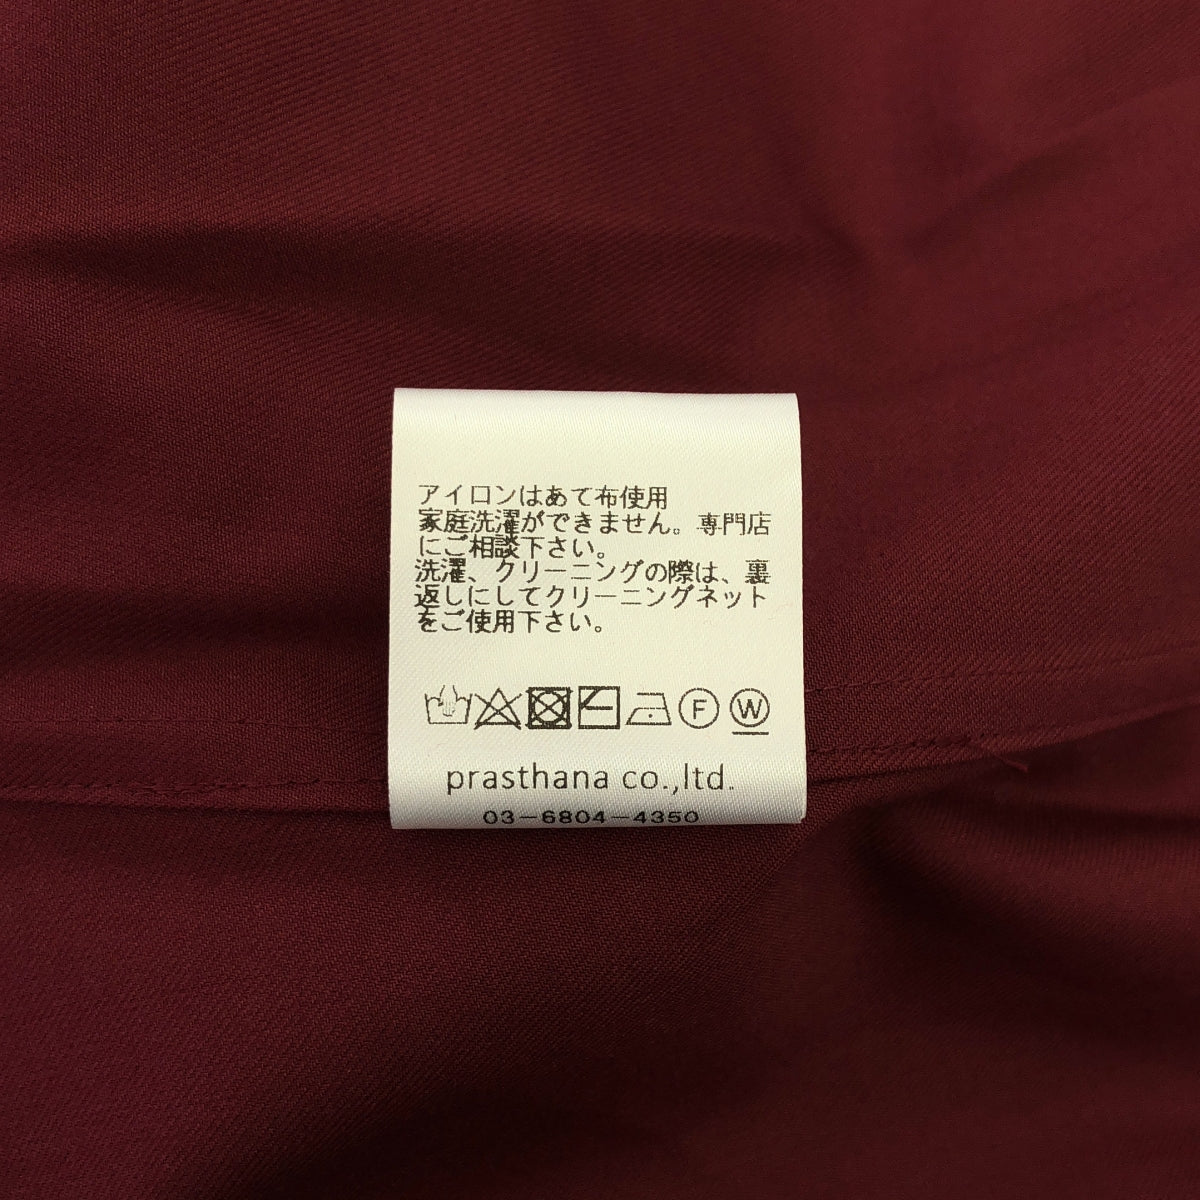 アイロンはあて布使用
家庭洗濯ができません。専門店
にご相談下さい。
洗濯、クリーニングの際は、裏
返しにしてクリーニングネット
をご使用下さい。
F W
prasthana co.,ltd.
03-6804-4350